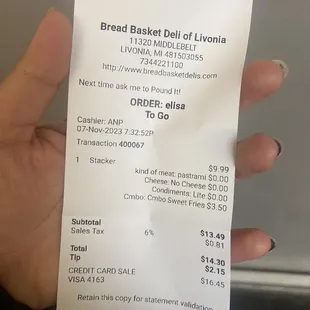 Bread Basket Deli of Livonia
11320 MIDDLEBELT
LIVONIA, MI 481503055
7344221100
http://www.breadbasketdelis.com
Next time ask me to Pound It!
ORDER: elisa
To Go
Cashier: ANP
07-Nov-2023 7:32:52P
Transaction 400067
1 Stacker $9.99
kind of meat: pastrami $0.00
Cheese: No Cheese $0.00
Condiments: Lite $0.00
Cmbo: Cmbo Sweet Fries $3.50
Subtotal $13.49
Sales Tax 6% $0.81
Total $14.30
Tip $2.15
CREDIT CARD SALE $16.45
VISA 4163
Retain this copy for statement validation